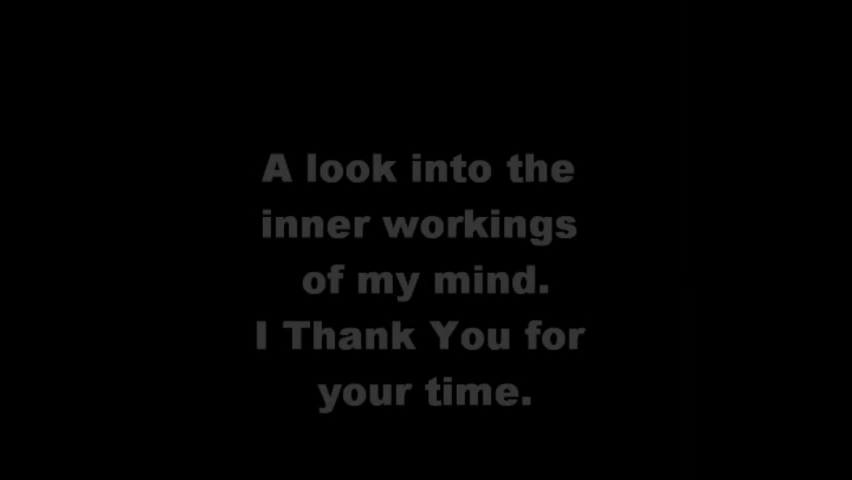 A look into the
inner workings
of my mind.
I Thank You for
your time.